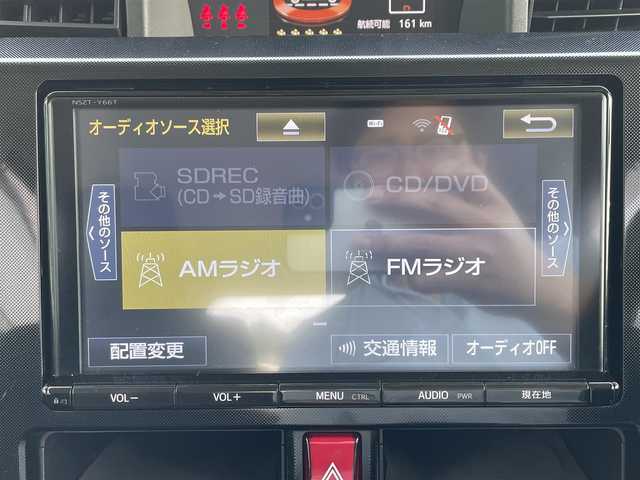 航続可能 161 km
NSZT-Y66T
オーディオソース選択
Wi-Fi
SDREC
(CD→SD録音曲)
CD/DVD
その他のソース
その他のソース
AMラジオ
FMラジオ
配置変更
交通情報
オーディオOFF
VOL-
VOL+
MENU CTRL
AUDIO PWR
現在地